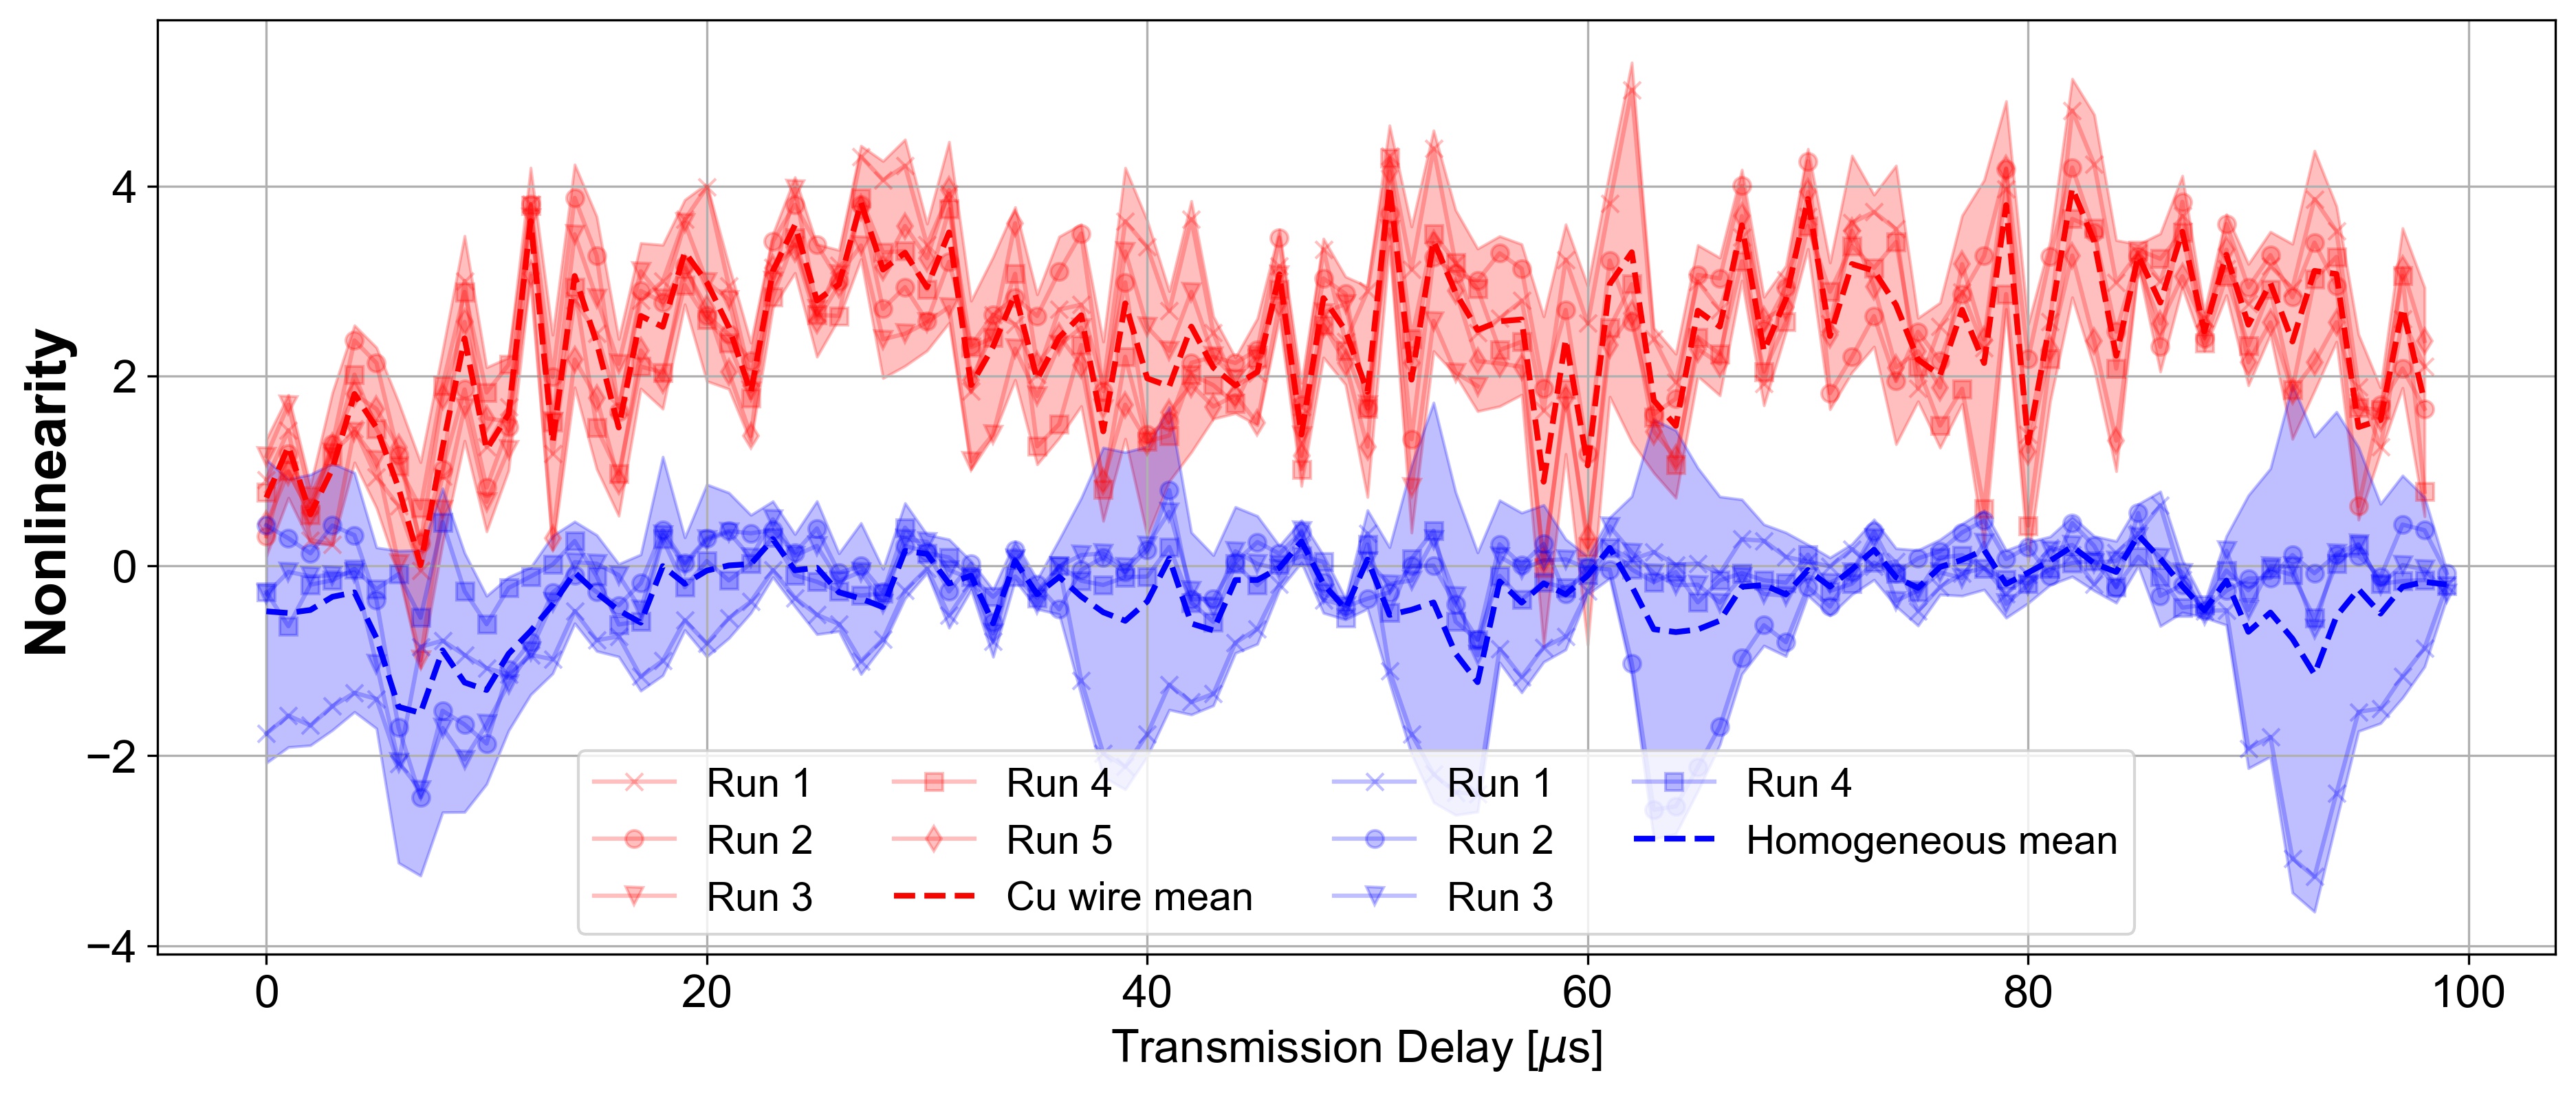 Nonlinearity
4
2
0
−2
−4
Run 1
Run 2
Run 3
Run 4
Run 5
Cu wire mean
Run 1
Run 2
Run 3
Run 4
Homogeneous mean
0 20 40 60 80 100
Transmission Delay [μs]